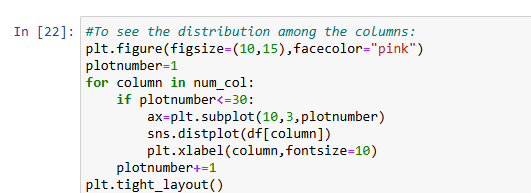 In [22]: #To see the distribution among the columns:
plt.figure(figsize=(10,15),facecolor="pink")
plotnumber=1
for column in num_col:
    if plotnumber<=30:
        ax=plt.subplot(10,3,plotnumber)
        sns.distplot(df[column])
        plt.xlabel(column,fontsize=10)
    plotnumber+=1
plt.tight_layout()